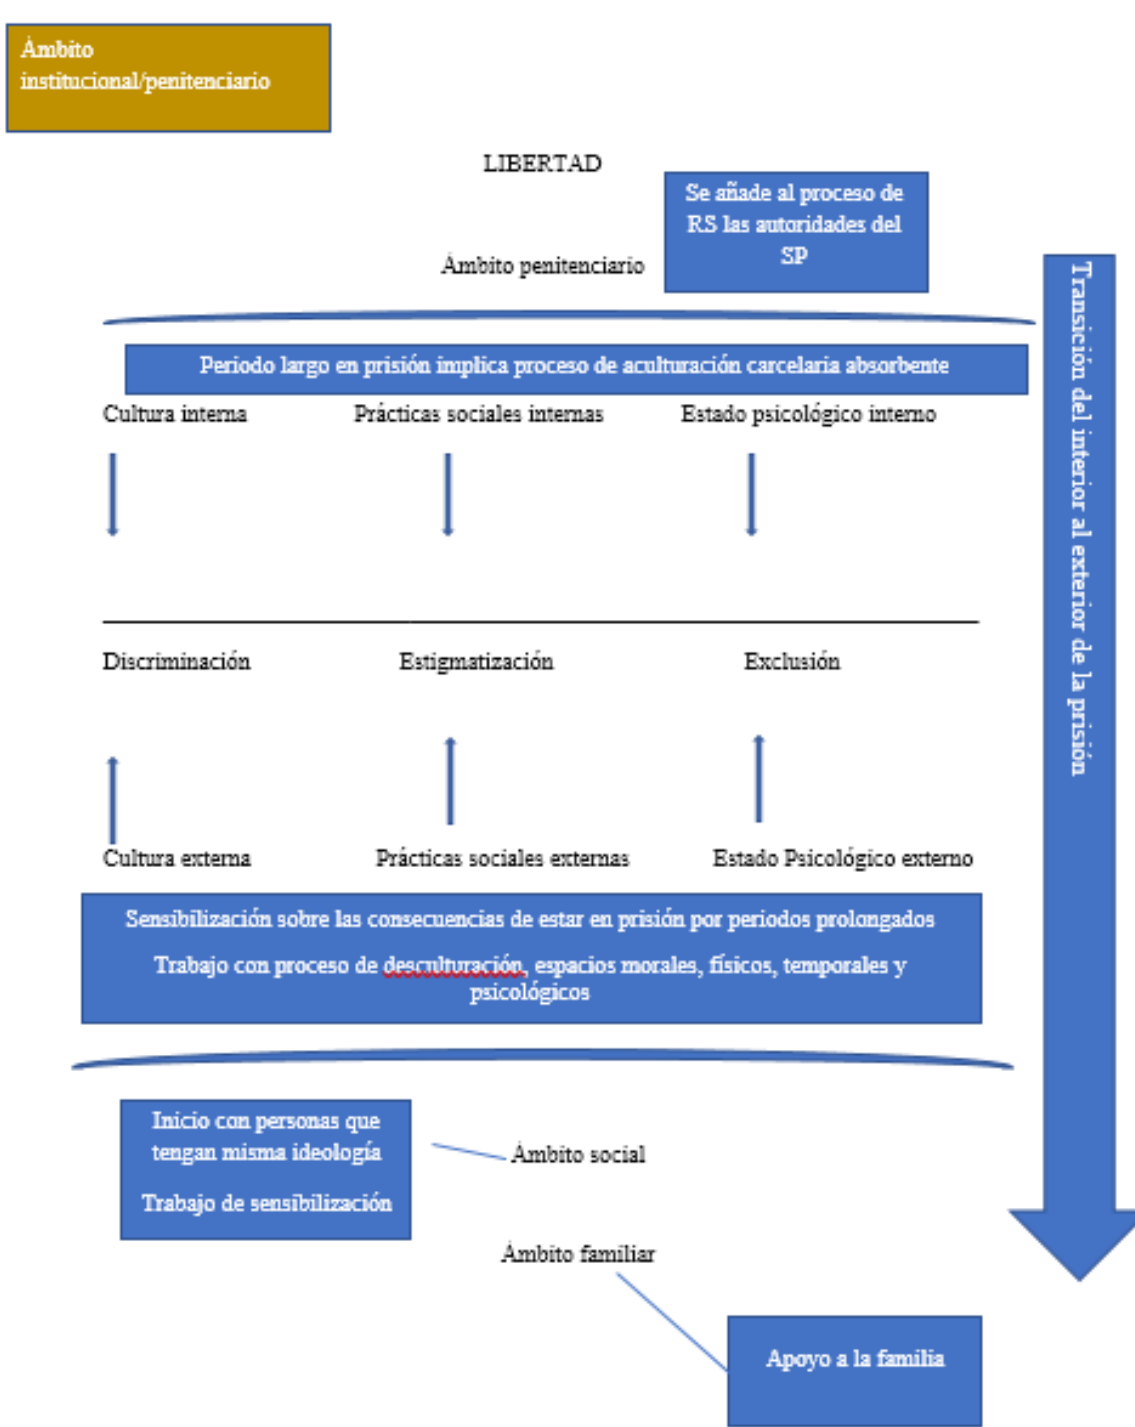 Ámbito
institucional/penitenciario
LIBERTAD
Se añade al proceso de
RS las autoridades del
SP
Ámbito penitenciario
Periodo largo en prisión implica proceso de aculturación carcelaria absorbente
Cultura interna
Prácticas sociales internas
Estado psicológico interno
Transición del interior al exterior de la prisión
Discriminación
Estigmatización
Exclusión
Cultura externa
Prácticas sociales externas
Estado Psicológico externo
Sensibilización sobre las consecuencias de estar en prisión por periodos prolongados
Trabajo con proceso de desculturación, espacios morales, físicos, temporales y
psicológicos
Inicio con personas que
tengan misma ideología
Trabajo de sensibilización
Ámbito social
Ámbito familiar
Apoyo a la familia